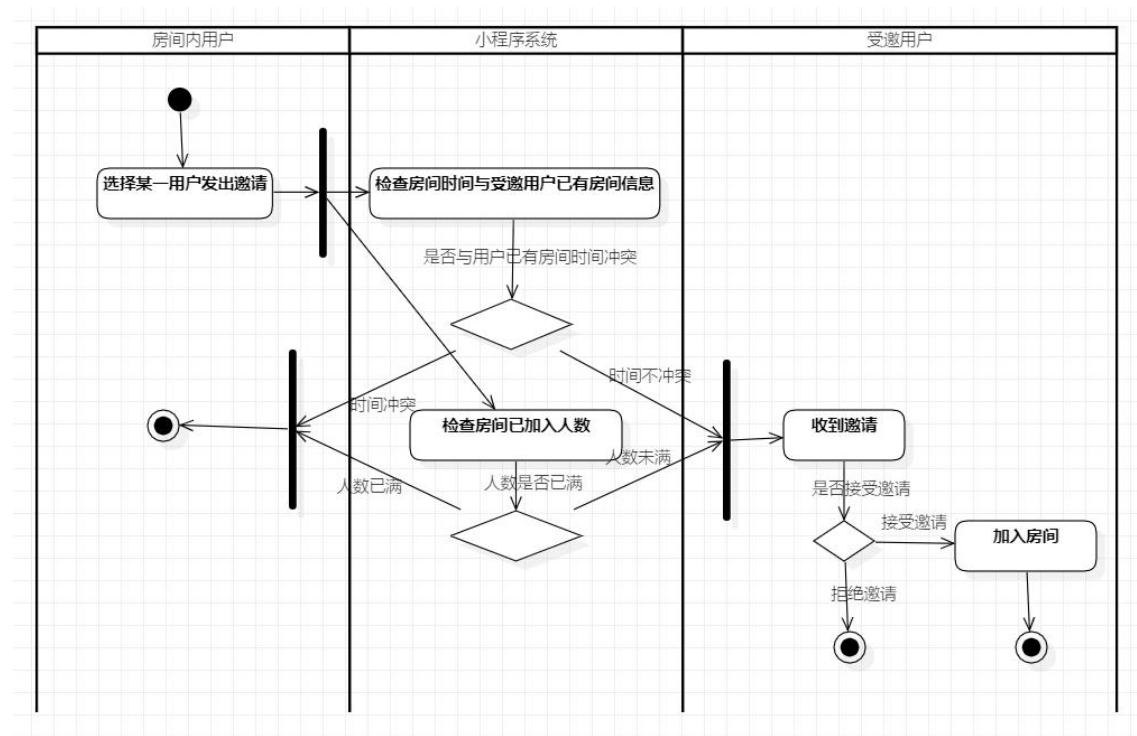 房间内用户
小程序系统
受邀用户
选择某一用户发出邀请
检查房间时间与受邀用户已有房间信息
是否与用户已有房间时间冲突
时间不冲突
时间冲突
检查房间已加入人数
收到邀请
人数未满
人数已满
人数是否已满
是否接受邀请
接受邀请
加入房间
拒绝邀请